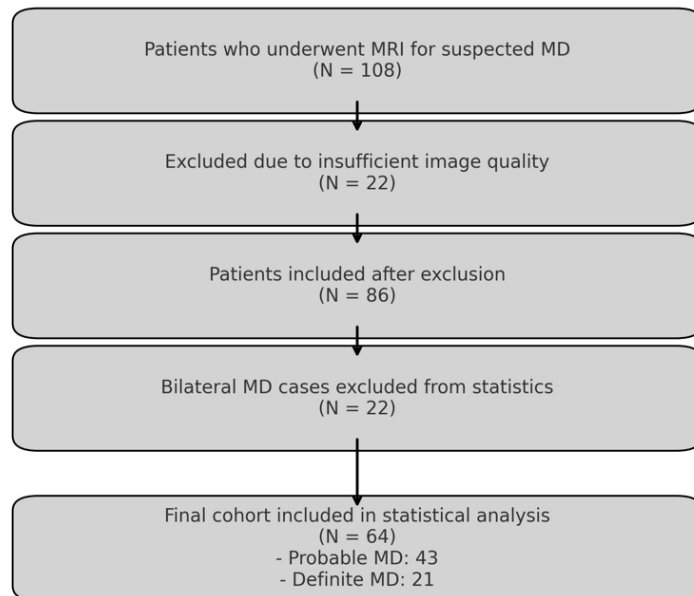 Patients who underwent MRI for suspected MD
(N = 108)
Excluded due to insufficient image quality
(N = 22)
Patients included after exclusion
(N = 86)
Bilateral MD cases excluded from statistics
(N = 22)
Final cohort included in statistical analysis
(N = 64)
- Probable MD: 43
- Definite MD: 21